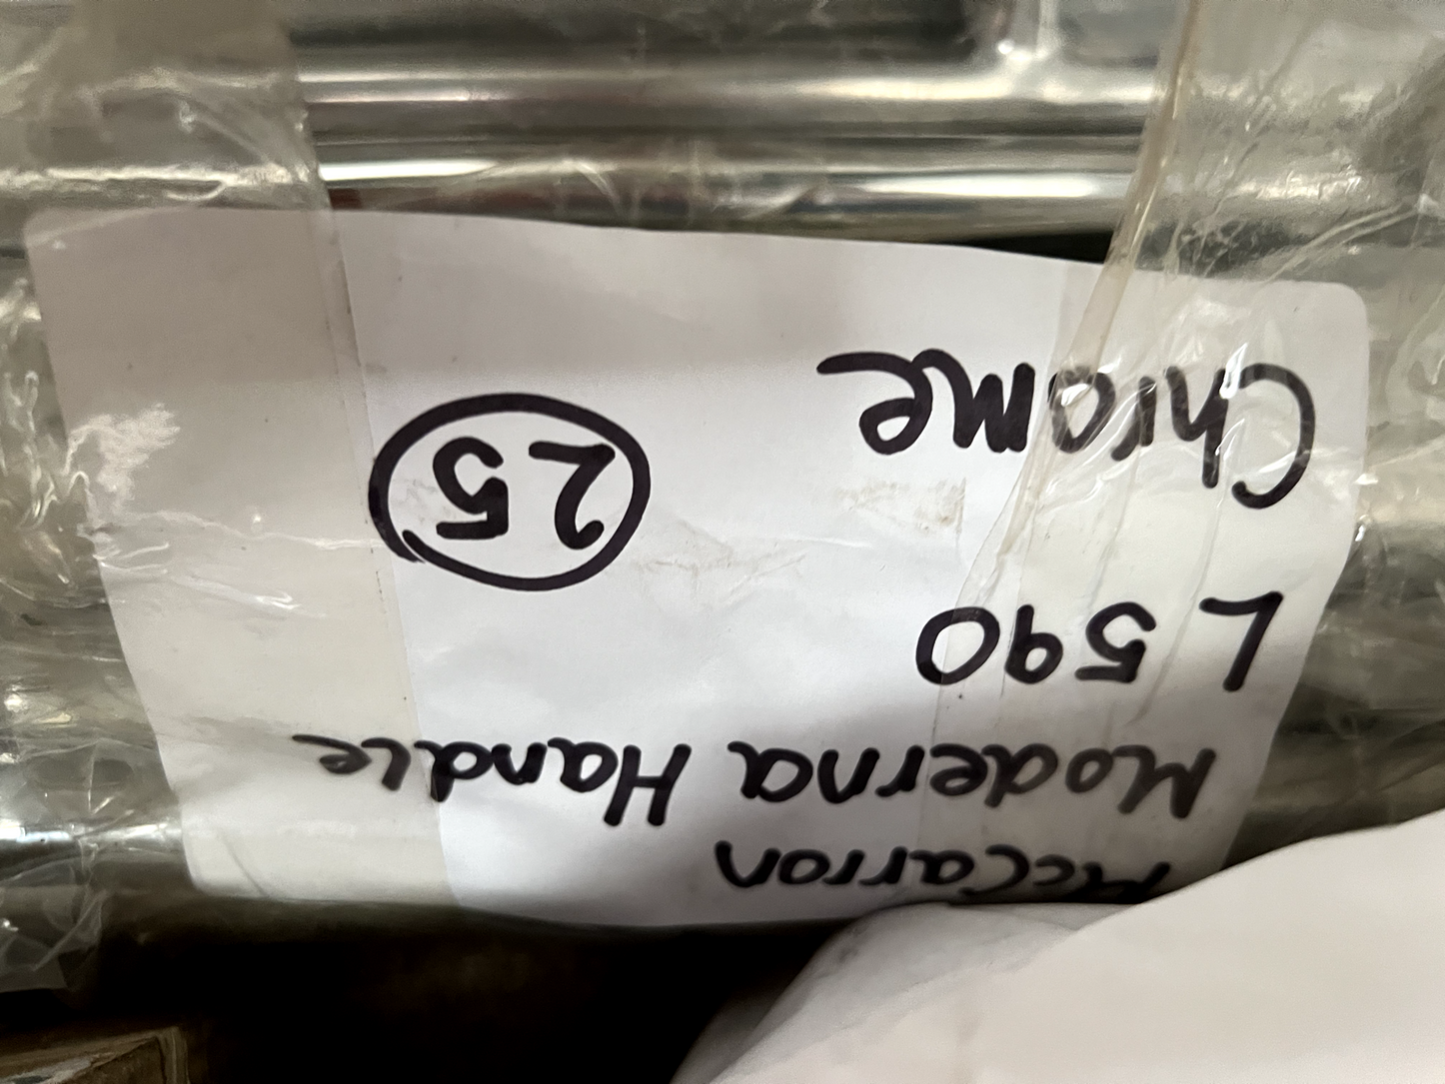 McCarron
Moderna Handle
L 590
Chrome
25